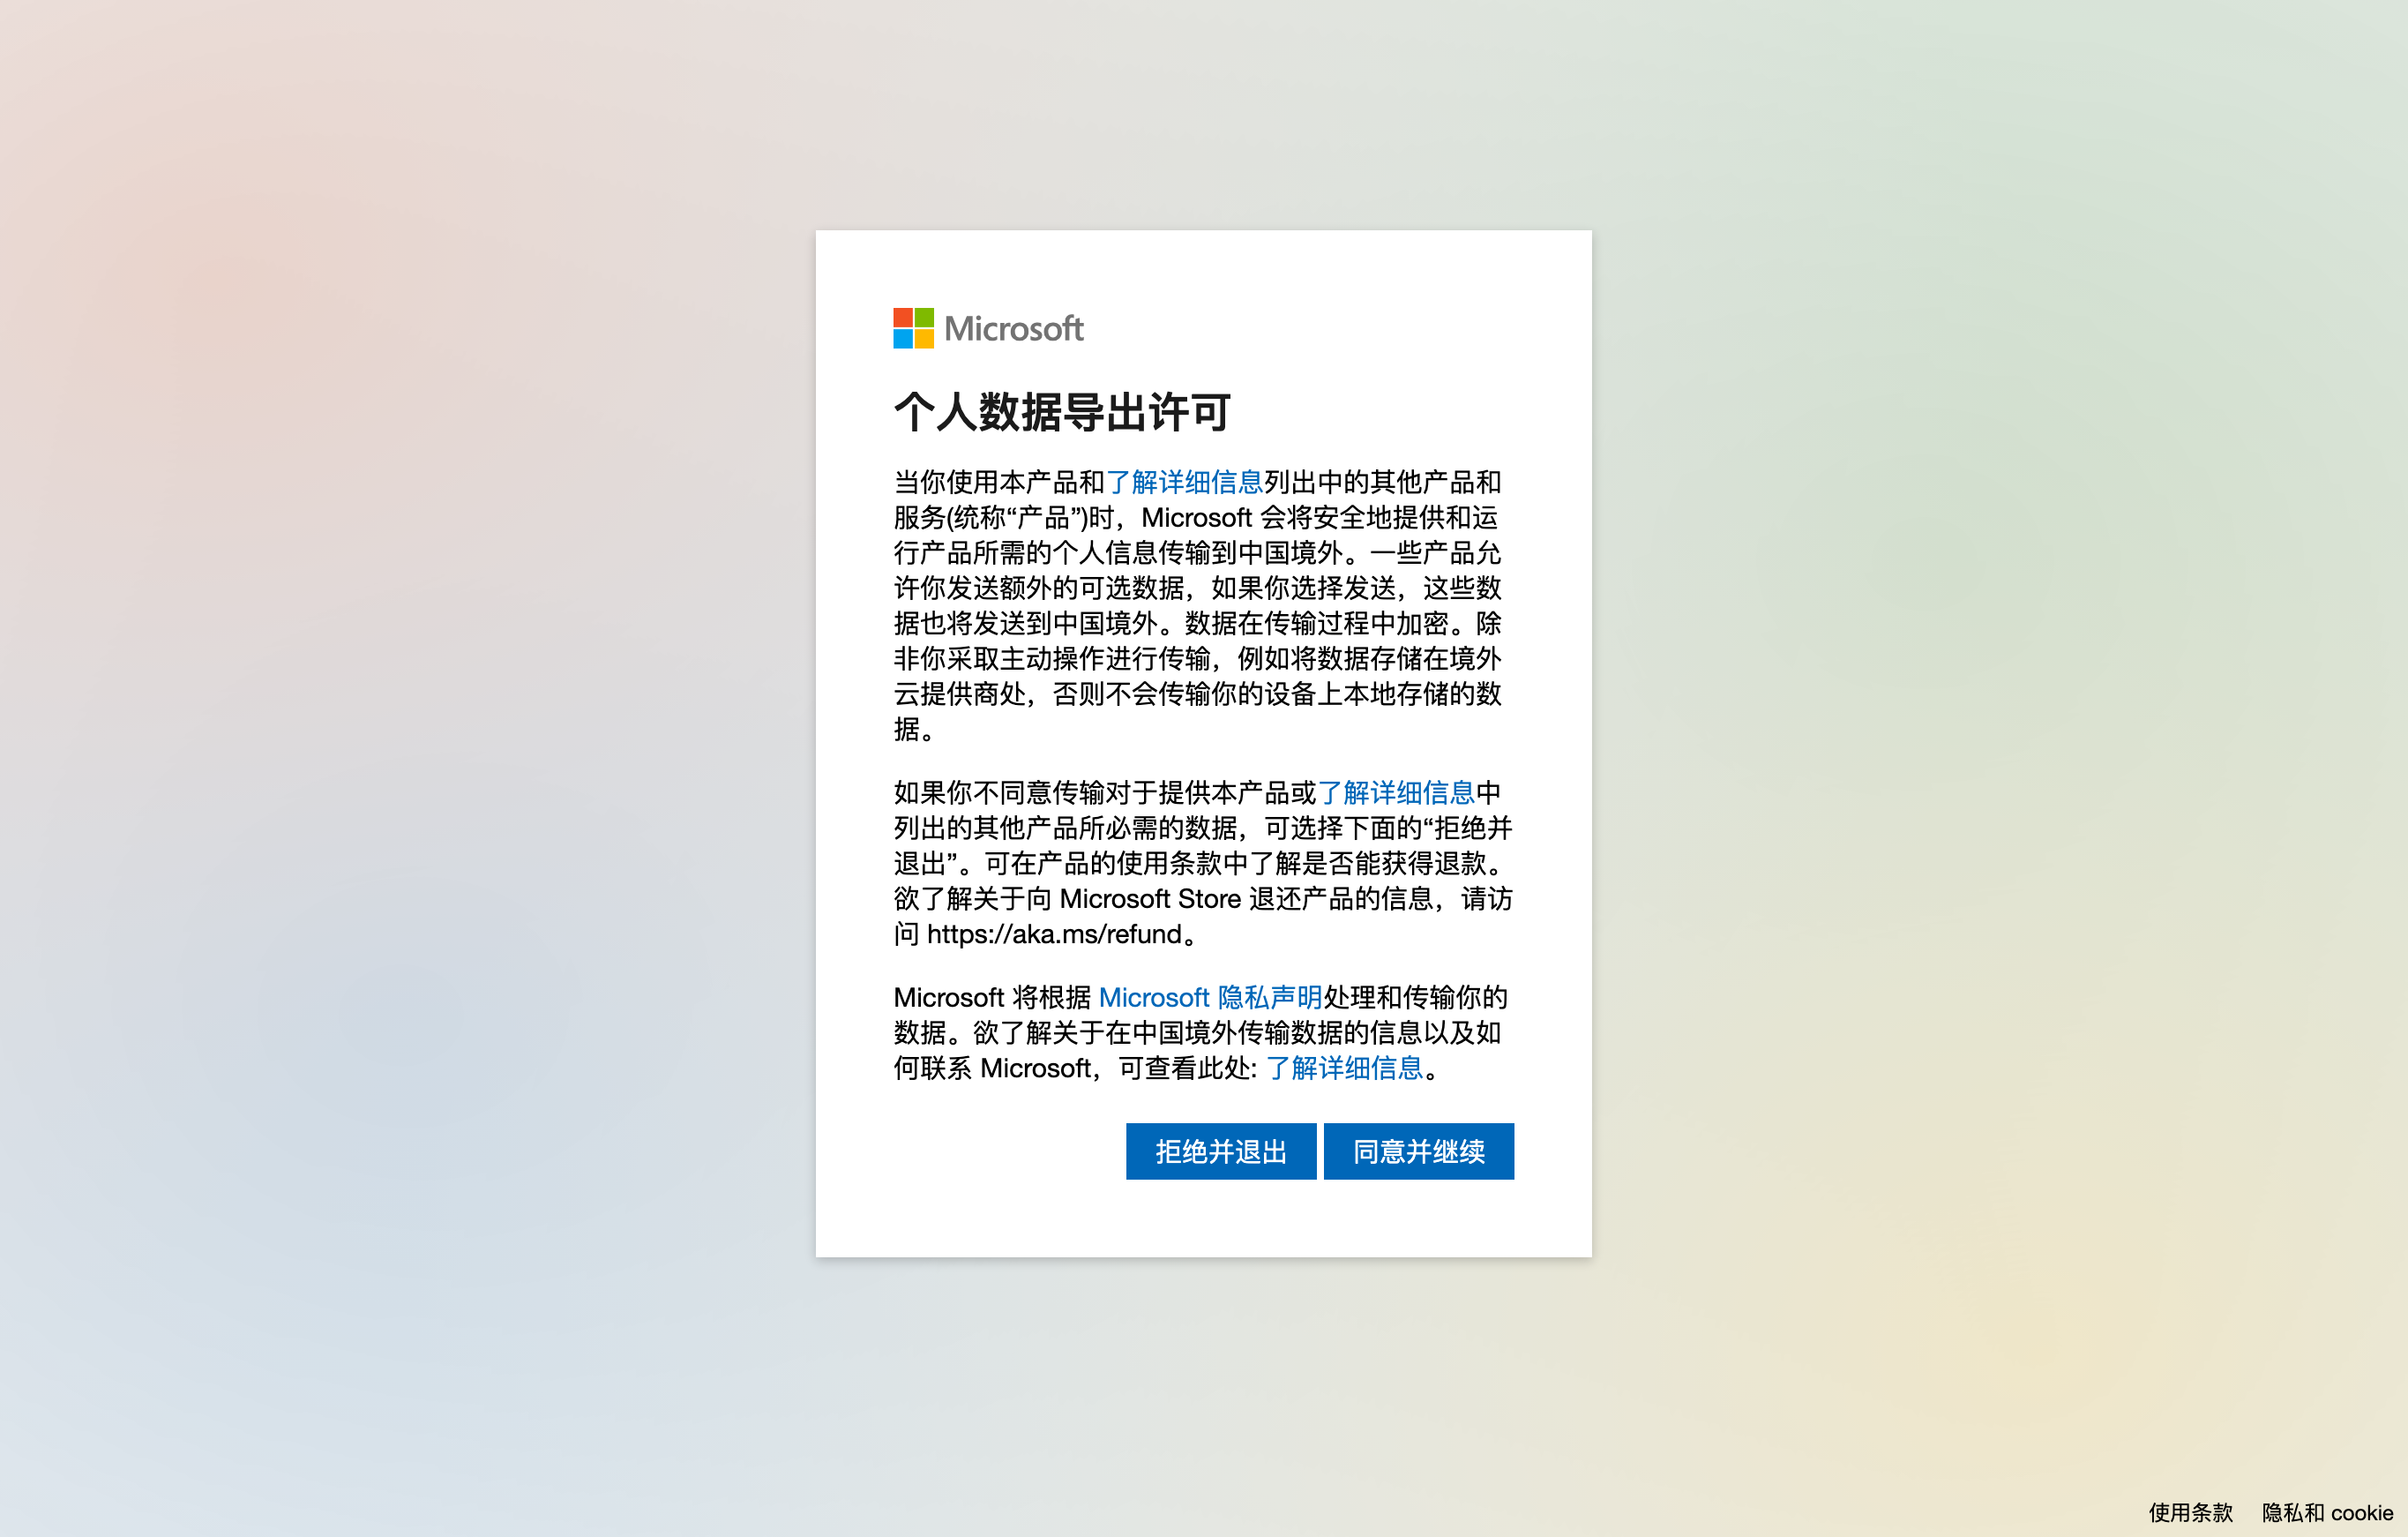 Microsoft
个人数据导出许可
当你使用本产品和了解详细信息列出中的其他产品和
服务(统称“产品”)时，Microsoft 会将安全地提供和运
行产品所需的个人信息传输到中国境外。一些产品允
许你发送额外的可选数据，如果你选择发送，这些数
据也将发送到中国境外。数据在传输过程中加密。除
非你采取主动操作进行传输，例如将数据存储在境外
云提供商处，否则不会传输你的设备上本地存储的数
据。
如果你不同意传输对于提供本产品或了解详细信息中
列出的其他产品所必需的数据，可选择下面的“拒绝并
退出”。可在产品的使用条款中了解是否能获得退款。
欲了解关于向 Microsoft Store 退还产品的信息，请访
问 https://aka.ms/refund。
Microsoft 将根据 Microsoft 隐私声明处理和传输你的
数据。欲了解关于在中国境外传输数据的信息以及如
何联系 Microsoft，可查看此处: 了解详细信息。
拒绝并退出 同意并继续
使用条款 隐私和 cookie